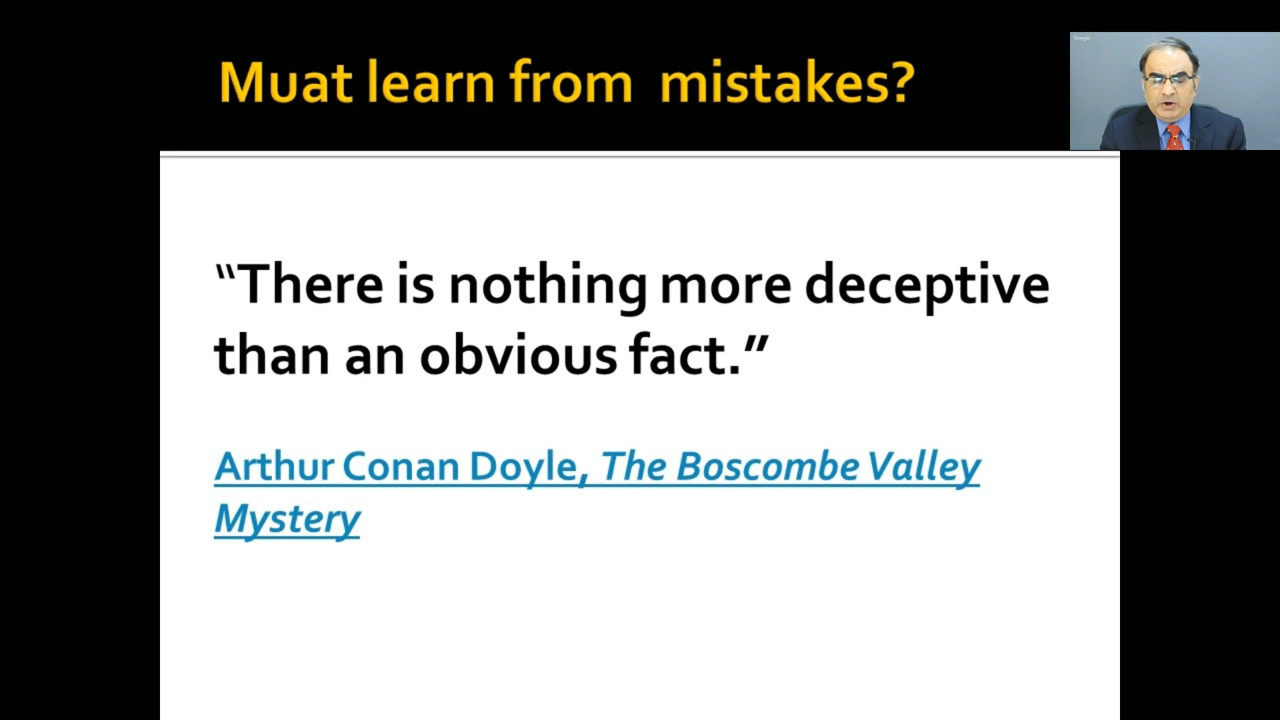 Muat learn from  mistakes?
“There is nothing more deceptive
than an obvious fact.”
Arthur Conan Doyle, The Boscombe Valley
Mystery